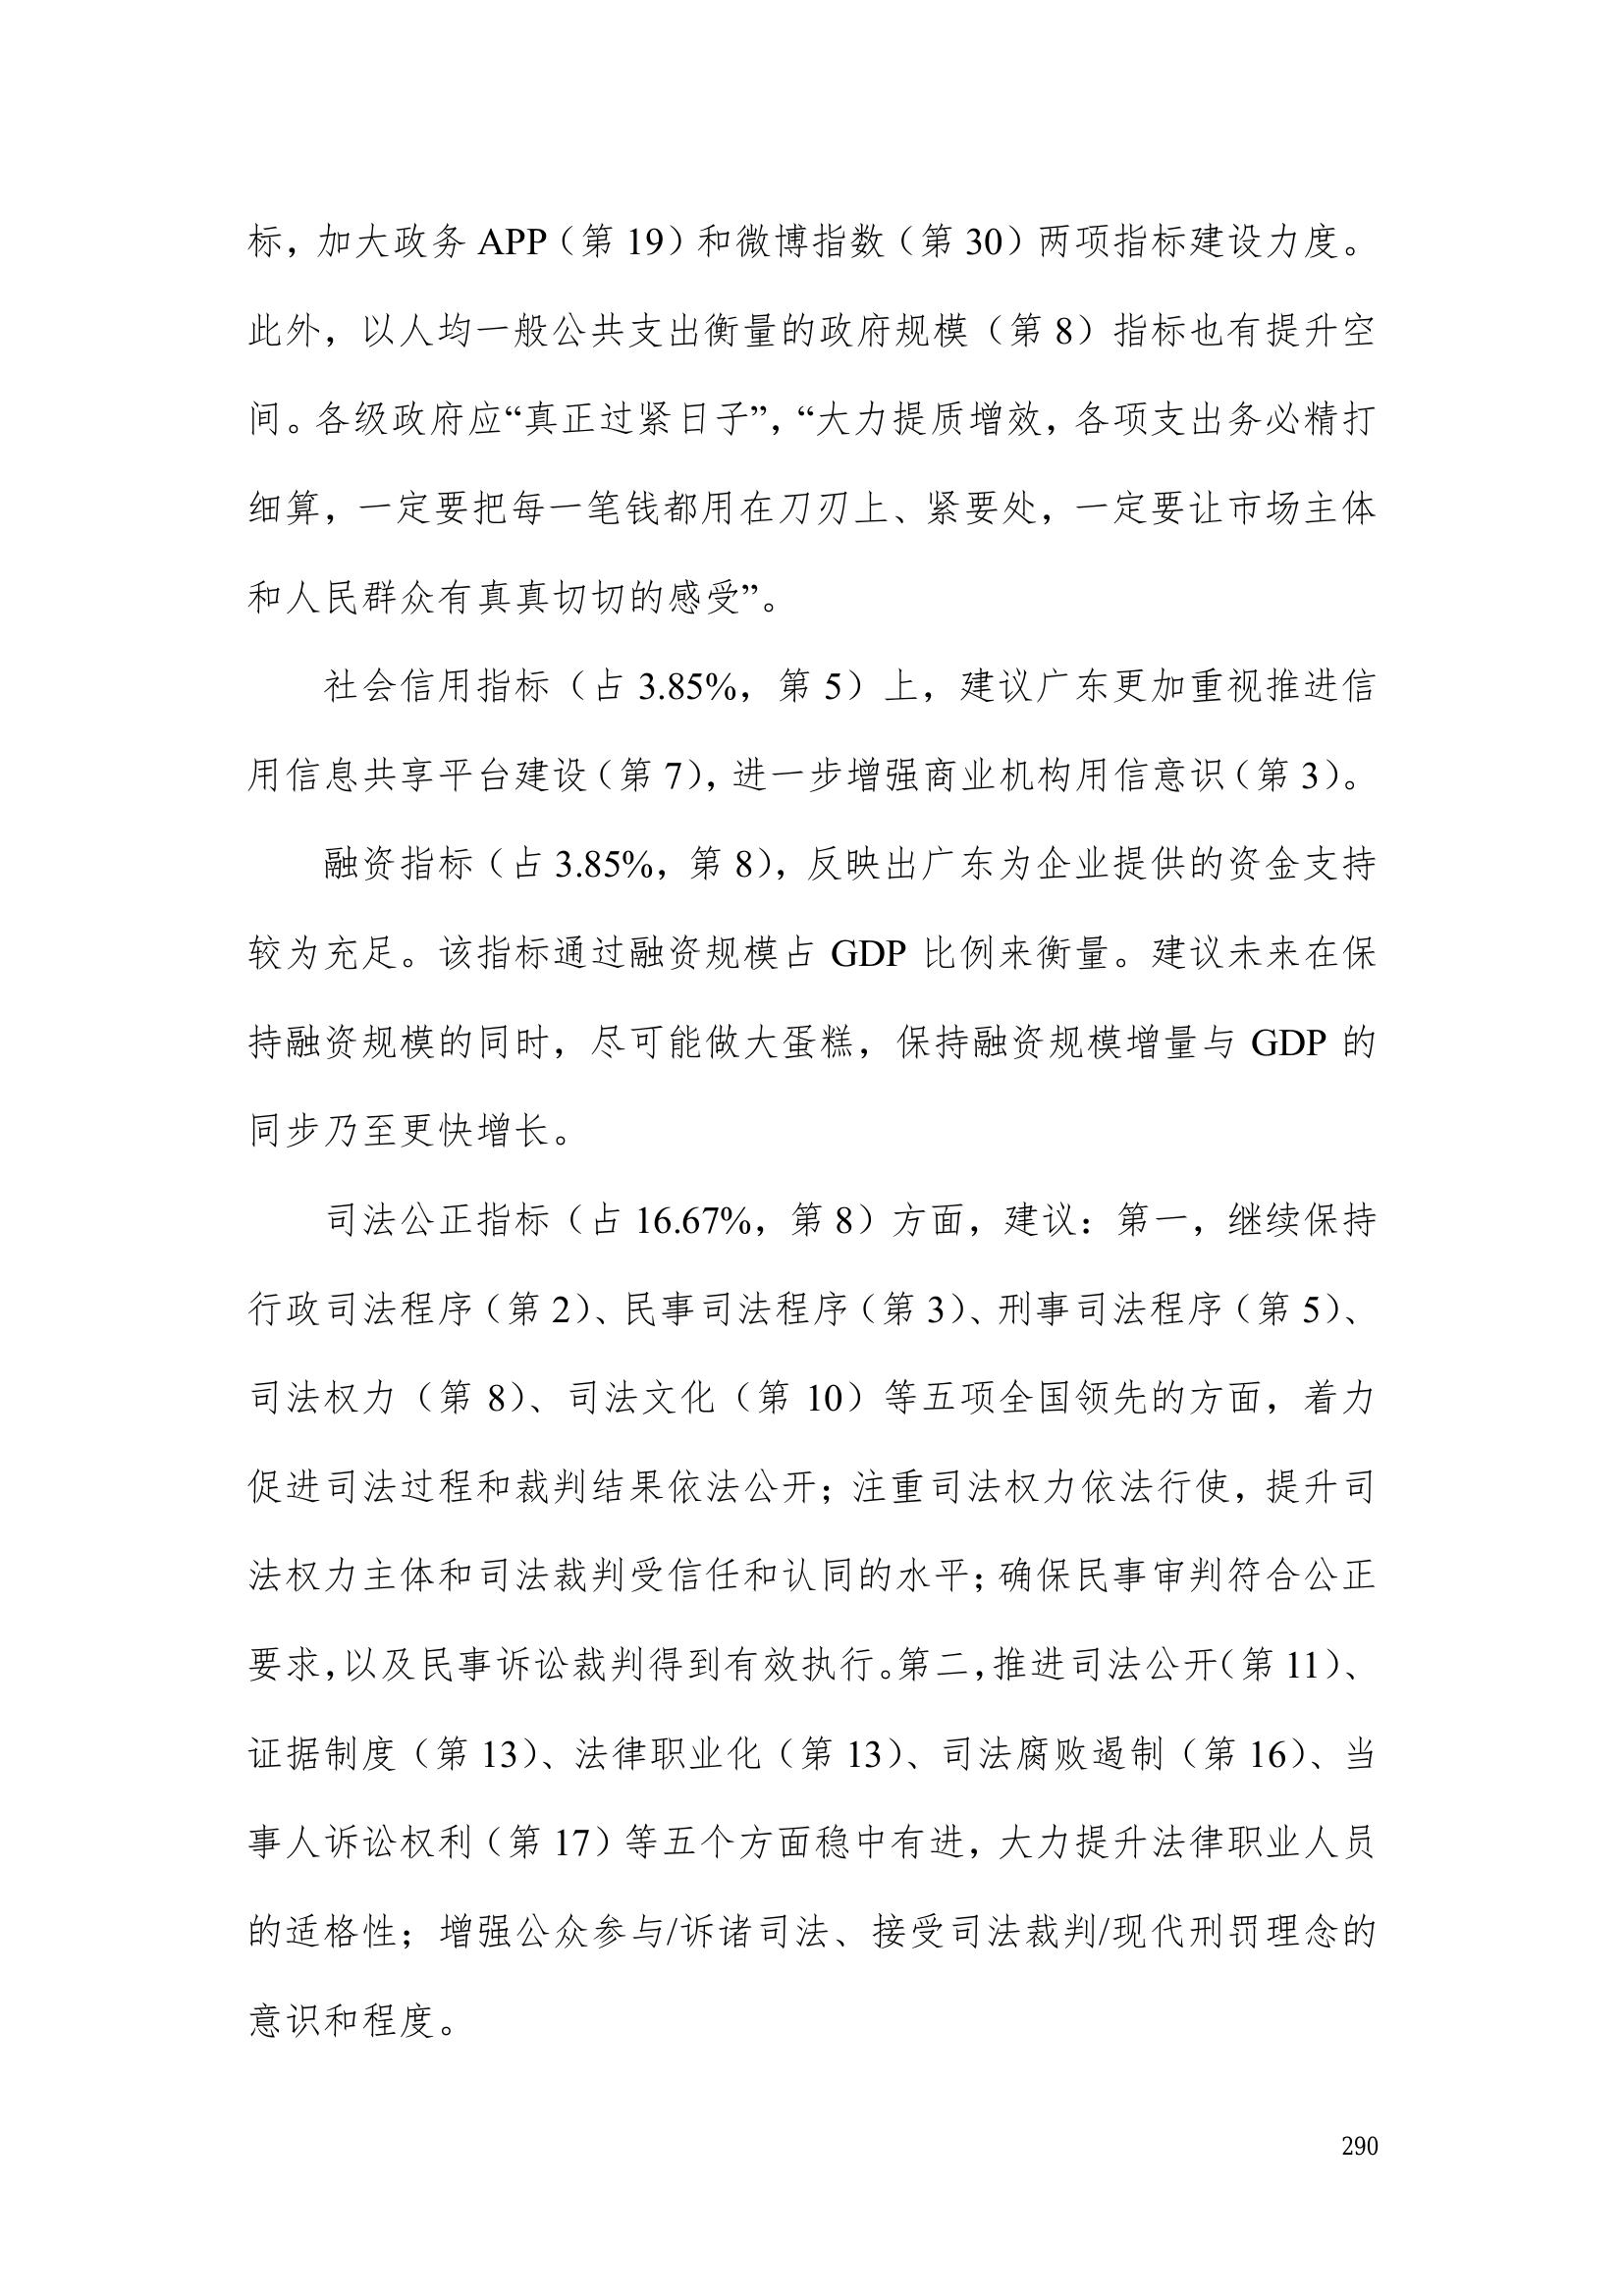 标，加大政务 APP（第 19）和微博指数（第 30）两项指标建设力度。
此外，以人均一般公共支出衡量的政府规模（第 8）指标也有提升空
间。各级政府应“真正过紧日子”，“大力提质增效，各项支出务必精打
细算，一定要把每一笔钱都用在刀刃上、紧要处，一定要让市场主体
和人民群众有真真切切的感受”。
社会信用指标（占 3.85%，第 5）上，建议广东更加重视推进信
用信息共享平台建设（第 7），进一步增强商业机构用信意识（第 3）。
融资指标（占 3.85%，第 8），反映出广东为企业提供的资金支持
较为充足。该指标通过融资规模占 GDP 比例来衡量。建议未来在保
持融资规模的同时，尽可能做大蛋糕，保持融资规模增量与 GDP 的
同步乃至更快增长。
司法公正指标（占 16.67%，第 8）方面，建议：第一，继续保持
行政司法程序（第 2）、民事司法程序（第 3）、刑事司法程序（第 5）、
司法权力（第 8）、司法文化（第 10）等五项全国领先的方面，着力
促进司法过程和裁判结果依法公开；注重司法权力依法行使，提升司
法权力主体和司法裁判受信任和认同的水平；确保民事审判符合公正
要求，以及民事诉讼裁判得到有效执行。第二，推进司法公开（第 11）、
证据制度（第 13）、法律职业化（第 13）、司法腐败遏制（第 16）、当
事人诉讼权利（第 17）等五个方面稳中有进，大力提升法律职业人员
的适格性；增强公众参与/诉诸司法、接受司法裁判/现代刑罚理念的
意识和程度。
290